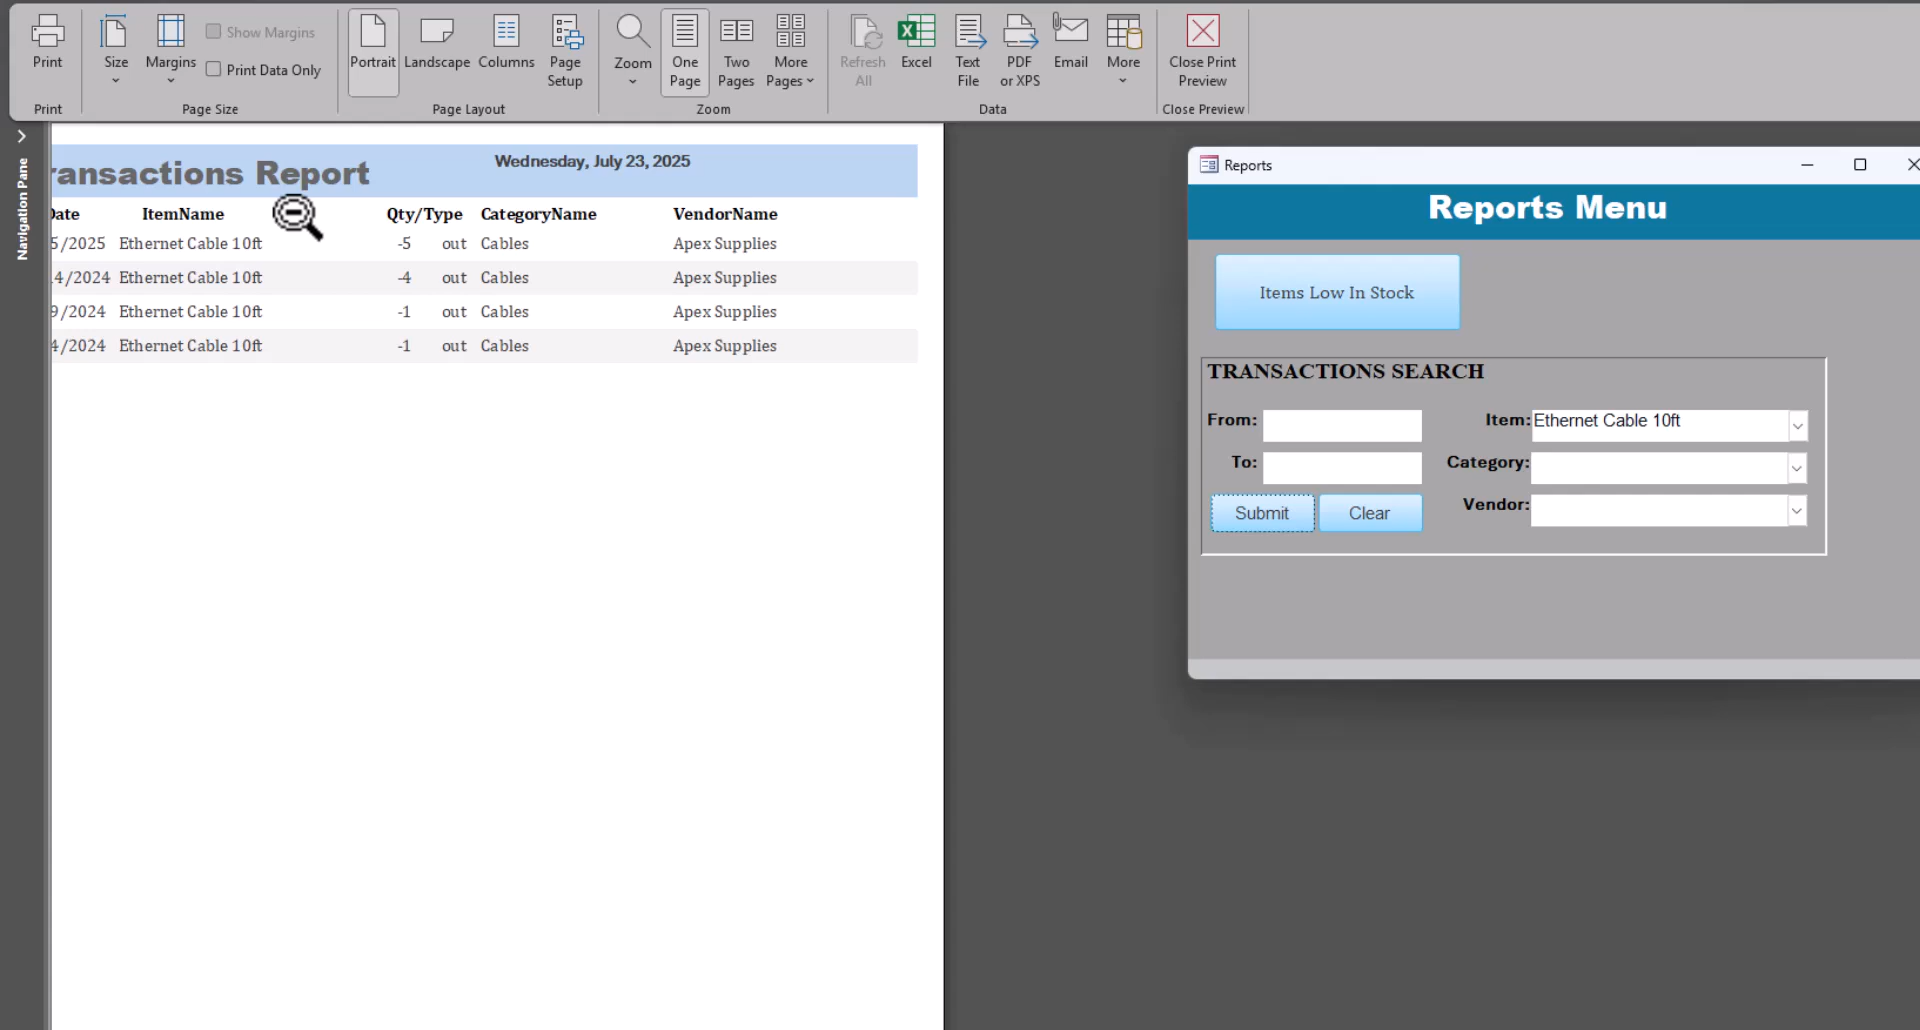 Print
Size
Margins
Show Margins
Print Data Only
Portrait
Landscape
Columns
Page Setup
Zoom
One Page
Two Pages
More Pages
Refresh All
Excel
Text File
PDF or XPS
Email
More
Close Print Preview
Print
Page Size
Page Layout
Zoom
Data
Close Preview
Navigation Pane
ransactions Report
Wednesday, July 23, 2025
Date ItemName Qty/Type CategoryName VendorName
5/2025 Ethernet Cable 10ft -5 out Cables Apex Supplies
14/2024 Ethernet Cable 10ft -4 out Cables Apex Supplies
9/2024 Ethernet Cable 10ft -1 out Cables Apex Supplies
4/2024 Ethernet Cable 10ft -1 out Cables Apex Supplies
Reports
Reports Menu
Items Low In Stock
TRANSACTIONS SEARCH
From: Item: Ethernet Cable 10ft
To: Category:
Submit Clear Vendor: